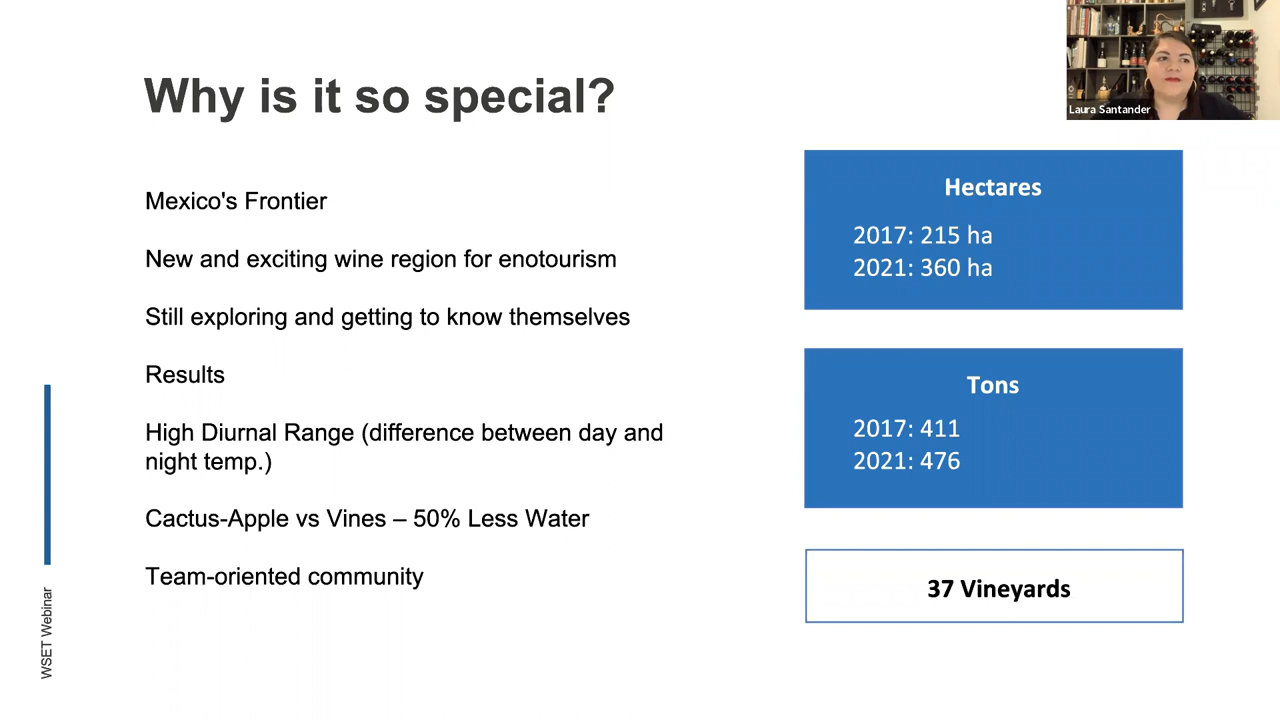 Why is it so special?
Laura Santander
Mexico's Frontier
New and exciting wine region for enotourism
Still exploring and getting to know themselves
Results
High Diurnal Range (difference between day and
night temp.)
Cactus-Apple vs Vines – 50% Less Water
Team-oriented community
Hectares
2017: 215 ha
2021: 360 ha
Tons
2017: 411
2021: 476
37 Vineyards
WSET Webinar